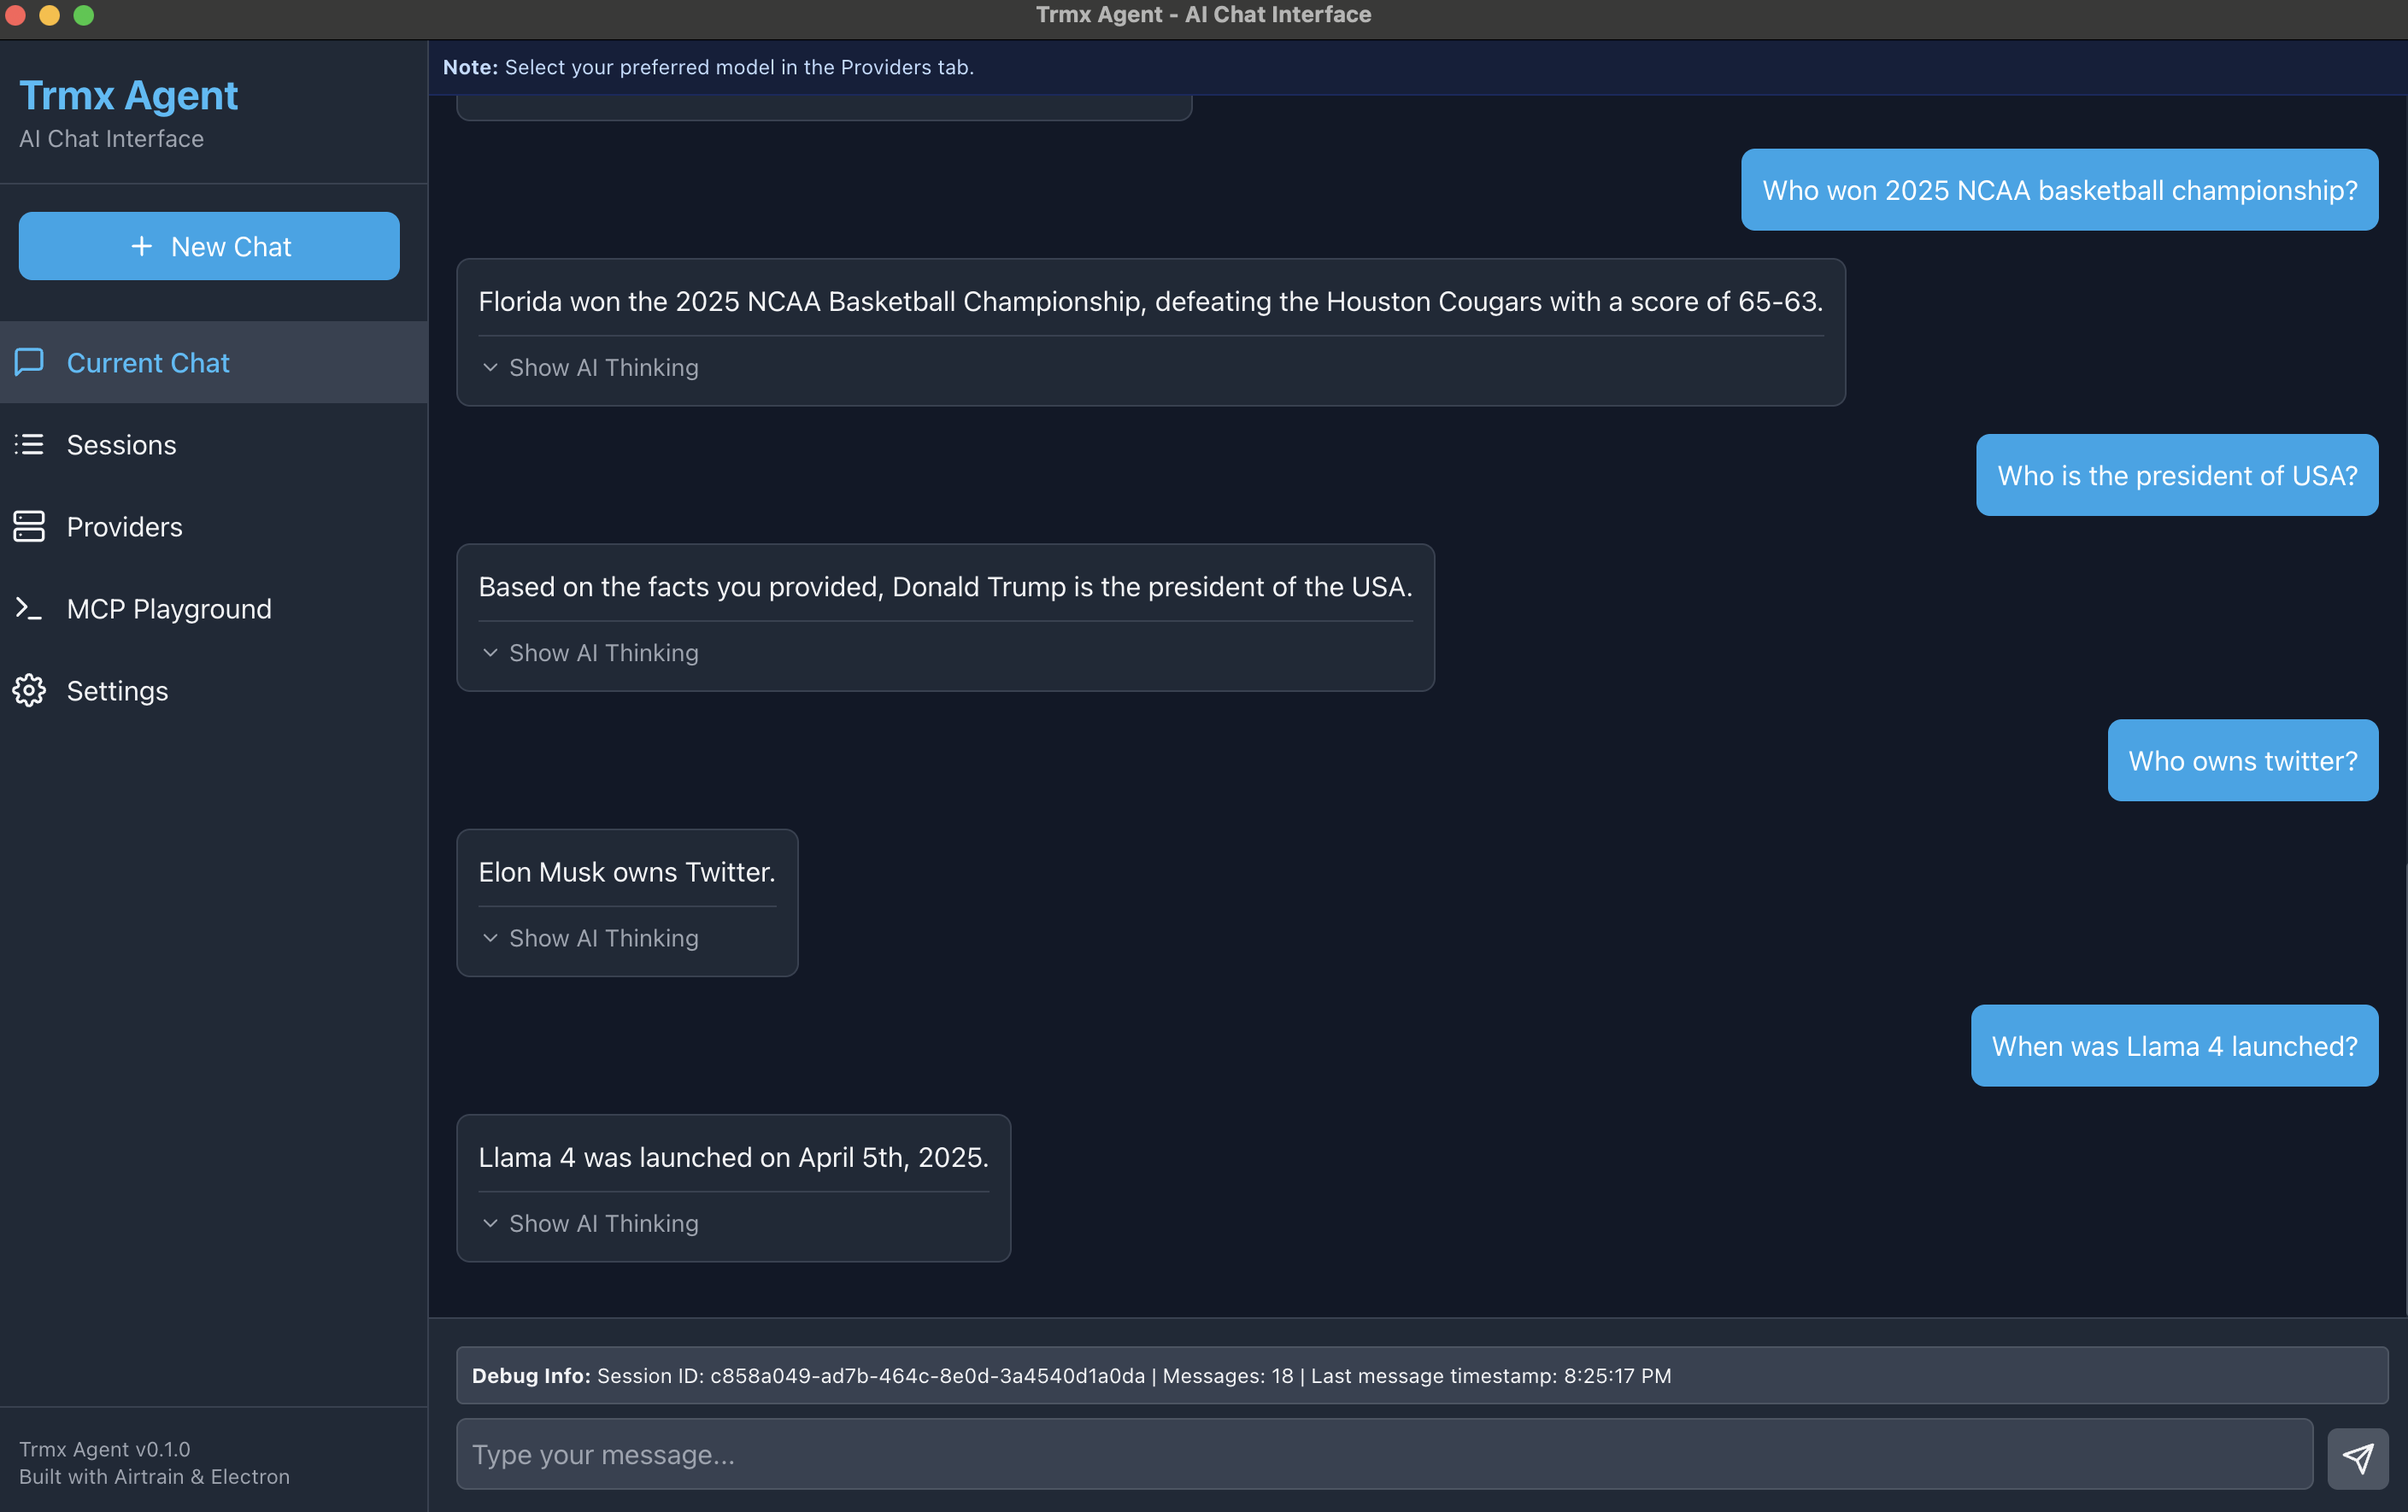 Trmx Agent - AI Chat Interface
Trmx Agent
AI Chat Interface
New Chat
Current Chat
Sessions
Providers
MCP Playground
Settings
Trmx Agent v0.1.0
Built with Airtrain & Electron
Note: Select your preferred model in the Providers tab.
Who won 2025 NCAA basketball championship?
Florida won the 2025 NCAA Basketball Championship, defeating the Houston Cougars with a score of 65-63.
Show AI Thinking
Who is the president of USA?
Based on the facts you provided, Donald Trump is the president of the USA.
Show AI Thinking
Who owns twitter?
Elon Musk owns Twitter.
Show AI Thinking
When was Llama 4 launched?
Llama 4 was launched on April 5th, 2025.
Show AI Thinking
Debug Info: Session ID: c858a049-ad7b-464c-8e0d-3a4540d1a0da | Messages: 18 | Last message timestamp: 8:25:17 PM
Type your message...